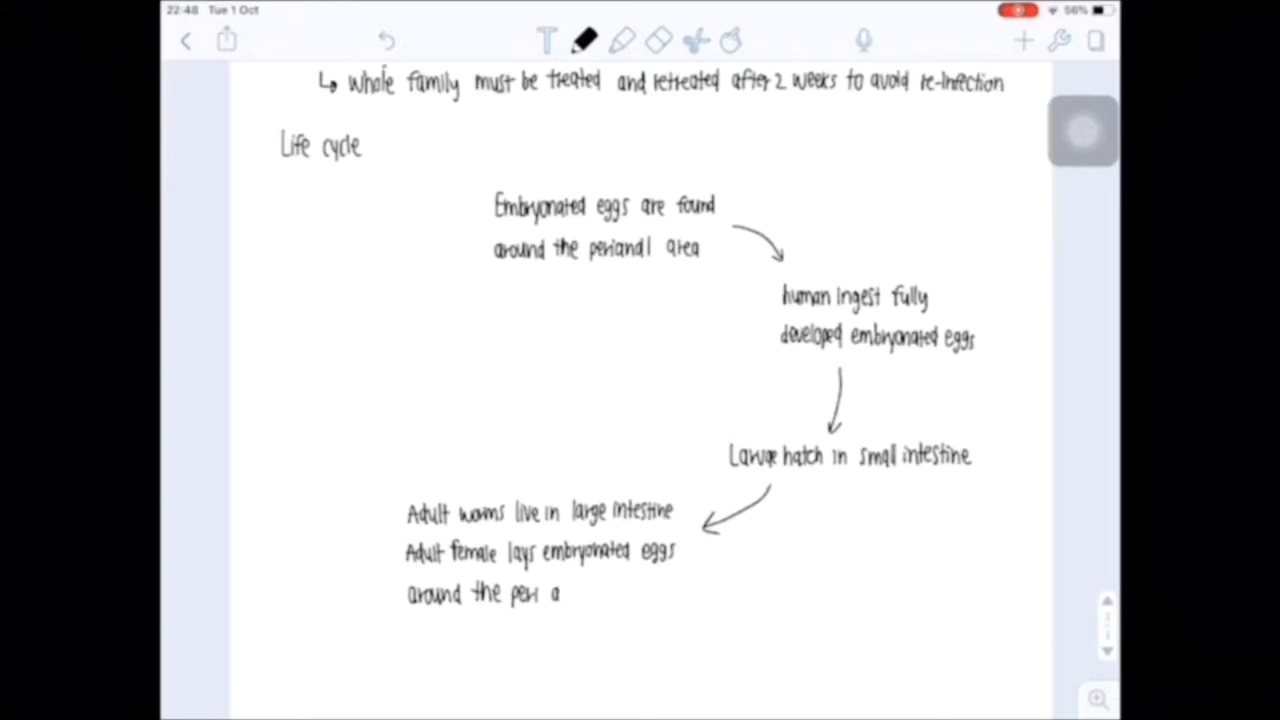 22:48 Tue 1 Oct
56%
↳ Whole family must be treated and retreated after 2 weeks to avoid re-infection
Life cycle
Embryonated eggs are found
around the perianal area
human ingest fully
developed embryonated eggs
Larvae hatch in small intestine
Adult worms live in large intestine
Adult female lays embryonated eggs
around the peri a